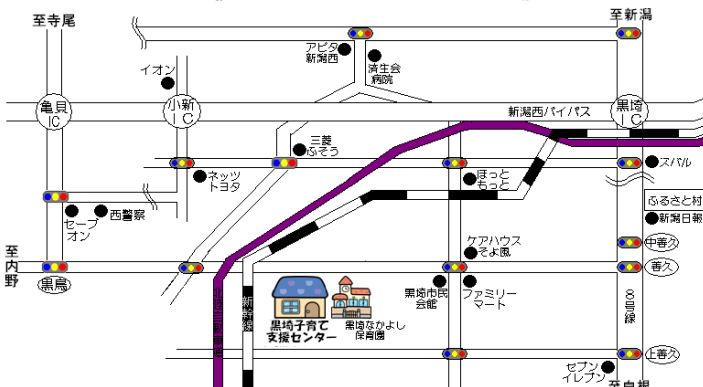 至寺尾
至新潟
アピタ
新潟西
済生会
病院
イオン
亀貝
IC
小新
IC
新潟西バイパス
黒埼
IC
三菱
ふそう
ネッツ
トヨタ
ほっと
もっと
スバル
ふるさと村
新潟日報
セーブ
オン
西警察
中善久
ケアハウス
そよ風
至内野
黒鳥
善久
黒埼市民
会館
ファミリー
マート
8号線
黒埼子育て
支援センター
黒埼なかよし
保育園
上善久
セブン
イレブン
至白根